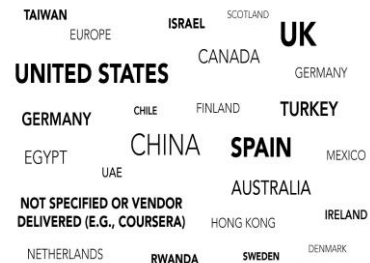 TAIWAN
EUROPE
ISRAEL
SCOTLAND
UK
CANADA
UNITED STATES
GERMANY
GERMANY
CHILE
FINLAND
TURKEY
EGYPT
CHINA
SPAIN
MEXICO
UAE
AUSTRALIA
NOT SPECIFIED OR VENDOR
DELIVERED (E.G., COURSERA)
HONG KONG
IRELAND
NETHERLANDS
RWANDA
SWEDEN
DENMARK